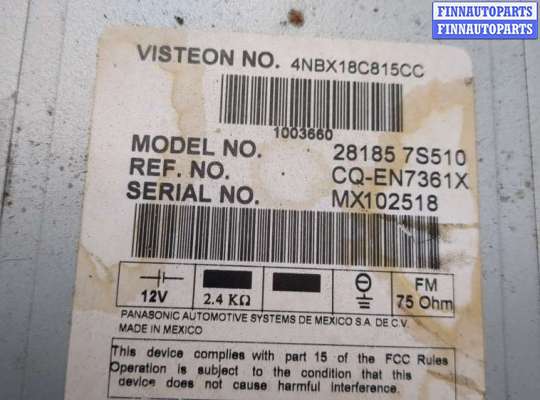 FINNAUTOPARTS
FINNAUTOPARTS
VISTEON NO. 4NBX18C815CC
1003660
MODEL NO. 28185 7S510
REF. NO. CQ-EN7361X
SERIAL NO. MX102518
12V 2.4 KΩ FM 75 Ohm
PANASONIC AUTOMOTIVE SYSTEMS DE MEXICO S.A. DE C.V.
MADE IN MEXICO
This device complies with part 15 of the FCC Rules
Operation is subject to the condition that this
device does not cause harmful interference.